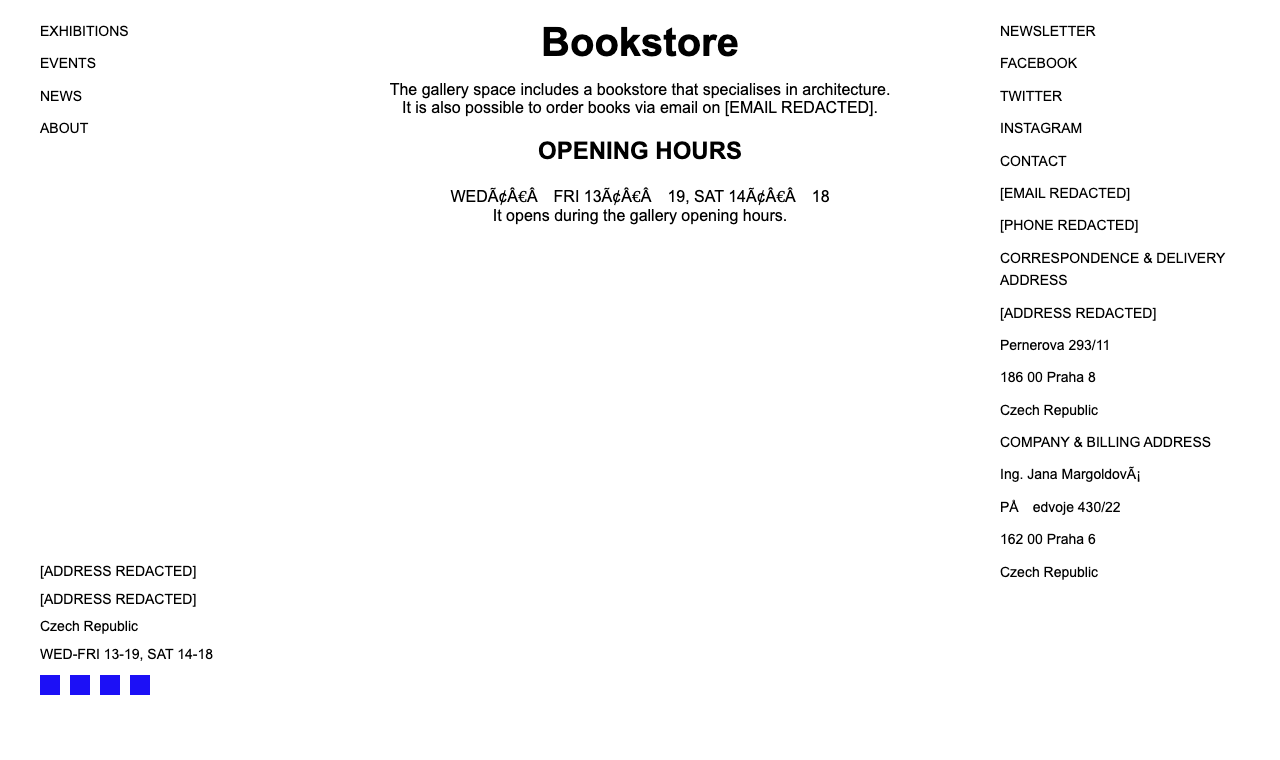 EXHIBITIONS
EVENTS
NEWS
ABOUT
Bookstore
The gallery space includes a bookstore that specialises in architecture.
It is also possible to order books via email on [EMAIL REDACTED].
OPENING HOURS
WEDÃ¢Â€Â FRI 13Ã¢Â€Â 19, SAT 14Ã¢Â€Â 18
It opens during the gallery opening hours.
NEWSLETTER
FACEBOOK
TWITTER
INSTAGRAM
CONTACT
[EMAIL REDACTED]
[PHONE REDACTED]
CORRESPONDENCE & DELIVERY
ADDRESS
[ADDRESS REDACTED]
Pernerova 293/11
186 00 Praha 8
Czech Republic
COMPANY & BILLING ADDRESS
Ing. Jana MargoldovÃ¡
PÅ edvoje 430/22
162 00 Praha 6
Czech Republic
[ADDRESS REDACTED]
[ADDRESS REDACTED]
Czech Republic
WED-FRI 13-19, SAT 14-18